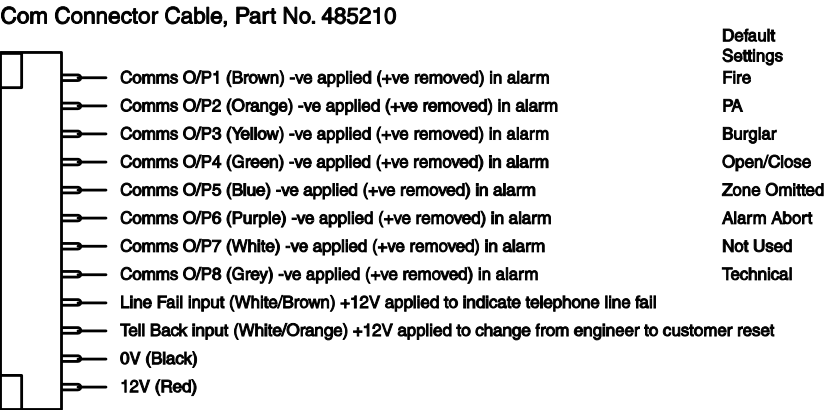 Com Connector Cable, Part No. 485210
Default
Settings
Comms O/P1 (Brown) -ve applied (+ve removed) in alarm Fire
Comms O/P2 (Orange) -ve applied (+ve removed) in alarm PA
Comms O/P3 (Yellow) -ve applied (+ve removed) in alarm Burglar
Comms O/P4 (Green) -ve applied (+ve removed) in alarm Open/Close
Comms O/P5 (Blue) -ve applied (+ve removed) in alarm Zone Omitted
Comms O/P6 (Purple) -ve applied (+ve removed) in alarm Alarm Abort
Comms O/P7 (White) -ve applied (+ve removed) in alarm Not Used
Comms O/P8 (Grey) -ve applied (+ve removed) in alarm Technical
Line Fail input (White/Brown) +12V applied to indicate telephone line fail
Tell Back input (White/Orange) +12V applied to change from engineer to customer reset
0V (Black)
12V (Red)